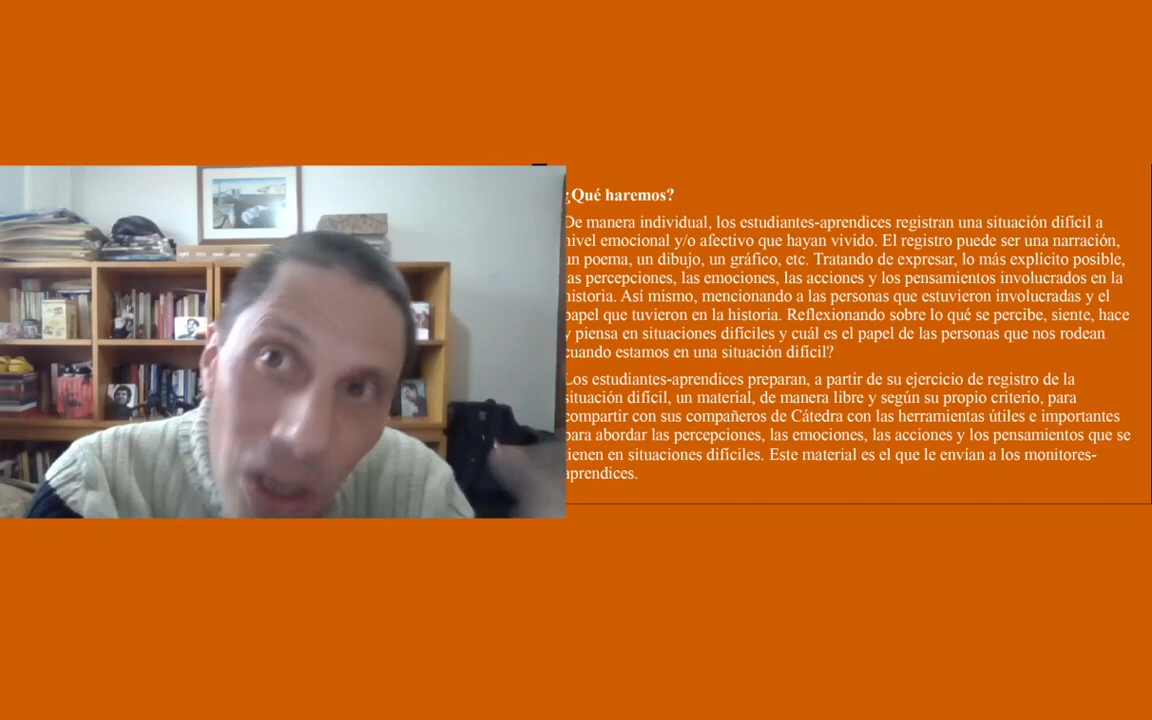 ¿Qué haremos?
De manera individual, los estudiantes-aprendices registran una situación difícil a
nivel emocional y/o afectivo que hayan vivido. El registro puede ser una narración,
un poema, un dibujo, un gráfico, etc. Tratando de expresar, lo más explícito posible,
las percepciones, las emociones, las acciones y los pensamientos involucrados en la
historia. Así mismo, mencionando a las personas que estuvieron involucradas y el
papel que tuvieron en la historia. Reflexionando sobre lo qué se percibe, siente, hace
y piensa en situaciones difíciles y cuál es el papel de las personas que nos rodean
cuando estamos en una situación difícil?
Los estudiantes-aprendices preparan, a partir de su ejercicio de registro de la
situación difícil, un material, de manera libre y según su propio criterio, para
compartir con sus compañeros de Cátedra con las herramientas útiles e importantes
para abordar las percepciones, las emociones, las acciones y los pensamientos que se
tienen en situaciones difíciles. Este material es el que le envían a los monitores-
aprendices.